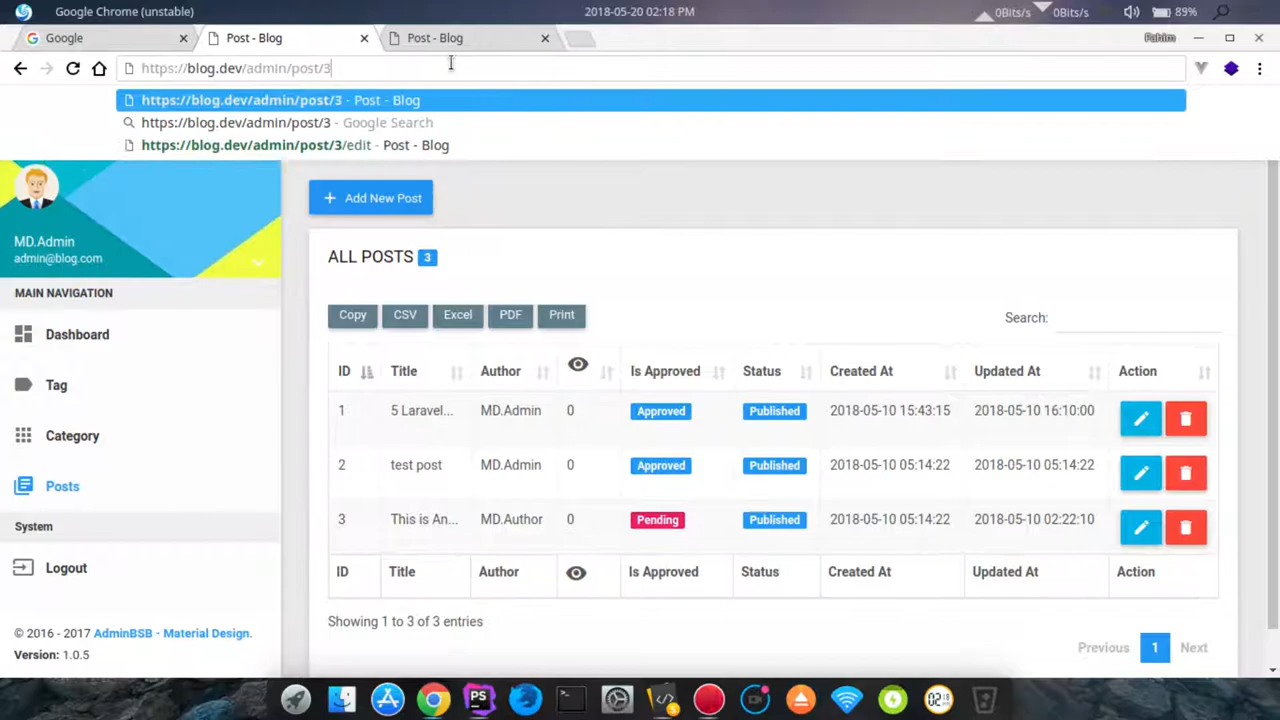 Google Chrome (unstable) 2018-05-20 02:18 PM 0Bits/s 0Bits/s 89%
Google Post - Blog Post - Blog Fahim
https://blog.dev/admin/post/3
https://blog.dev/admin/post/3 - Post - Blog
https://blog.dev/admin/post/3 - Google Search
https://blog.dev/admin/post/3/edit - Post - Blog
MD.Admin
admin@blog.com
MAIN NAVIGATION
Dashboard
Tag
Category
Posts
System
Logout
© 2016 - 2017 AdminBSB - Material Design.
Version: 1.0.5
+ Add New Post
ALL POSTS 3
Copy CSV Excel PDF Print Search:
ID Title Author Is Approved Status Created At Updated At Action
1 5 Laravel... MD.Admin 0 Approved Published 2018-05-10 15:43:15 2018-05-10 16:10:00
2 test post MD.Admin 0 Approved Published 2018-05-10 05:14:22 2018-05-10 05:14:22
3 This is An... MD.Author 0 Pending Published 2018-05-10 05:14:22 2018-05-10 02:22:10
ID Title Author Is Approved Status Created At Updated At Action
Showing 1 to 3 of 3 entries
Previous 1 Next
PS
02:18